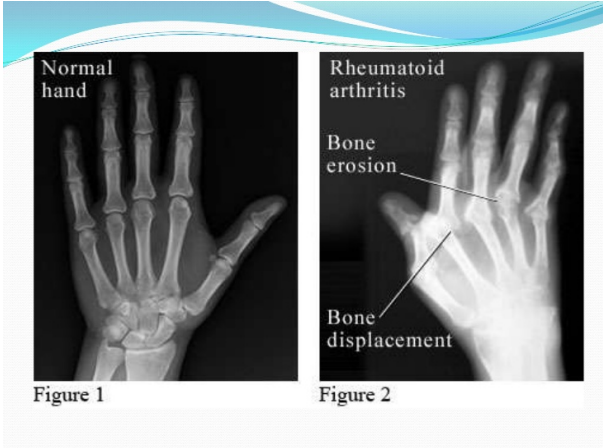 Normal
hand
Rheumatoid
arthritis
Bone
erosion
Bone
displacement
Figure 1
Figure 2